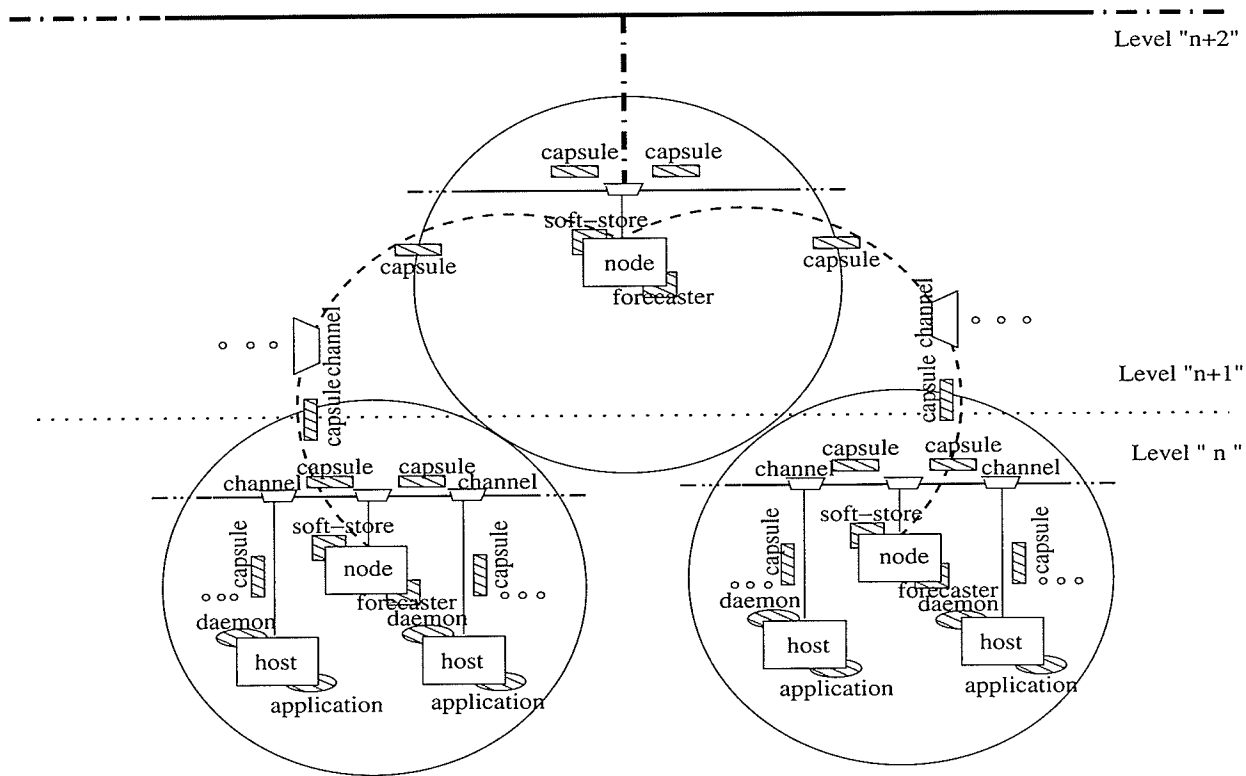 Level "n+2"
capsule capsule
soft-store
node
forecaster
capsule
capsule
channel
capsule
channel
capsule
Level "n+1"
Level " n "
capsule capsule
channel channel
soft-store
capsule
node
capsule
forecaster
daemon daemon
host host
application application
capsule capsule
channel channel
soft-store
capsule
node
capsule
forecaster
daemon daemon
host host
application application